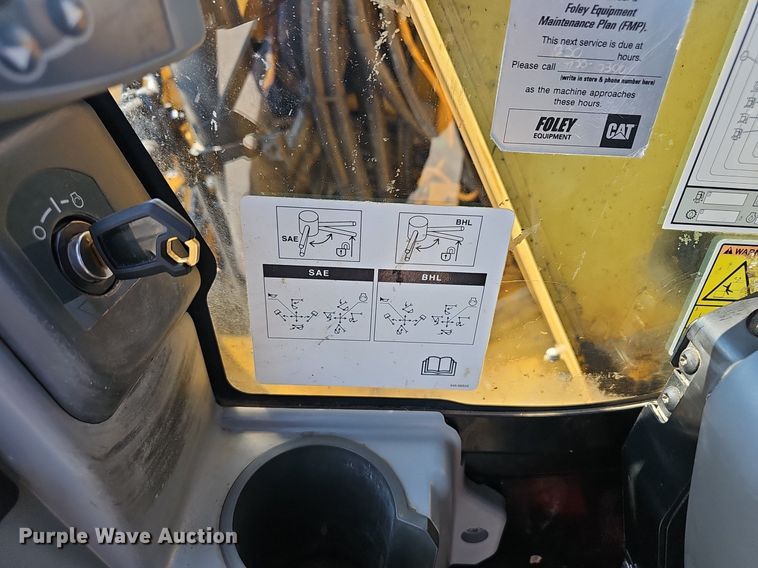 Foley Equipment
Maintenance Plan (FMP).
This next service is due at
hours.
Please call
(write in store & phone number here)
as the machine approaches
these hours.
FOLEY
EQUIPMENT
CAT
WARN
SAE
BHL
SAE
BHL
Purple Wave Auction